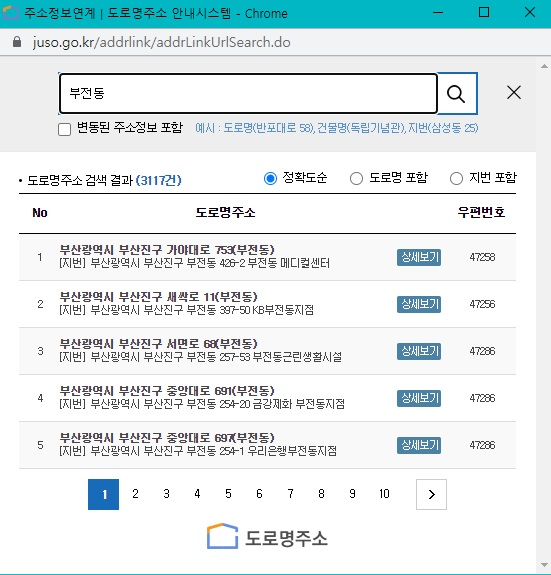 주소정보연계 | 도로명주소 안내시스템 - Chrome
juso.go.kr/addrlink/addrLinkUrlSearch.do
부전동
변동된 주소정보 포함 예시 : 도로명(반포대로 58), 건물명(독립기념관), 지번(삼성동 25)
• 도로명주소 검색 결과 (3117건) 정확도순 도로명 포함 지번 포함
No 도로명주소 우편번호
1 부산광역시 부산진구 가야대로 753(부전동) 상세보기 47258
[지번] 부산광역시 부산진구 부전동 426-2 부전동 메디컬센터
2 부산광역시 부산진구 새싹로 11(부전동) 상세보기 47256
[지번] 부산광역시 부산진구 부전동 397-50 KB부전동지점
3 부산광역시 부산진구 서면로 68(부전동) 상세보기 47286
[지번] 부산광역시 부산진구 부전동 257-53 부전동근린생활시설
4 부산광역시 부산진구 중앙대로 691(부전동) 상세보기 47286
[지번] 부산광역시 부산진구 부전동 254-20 금강제화 부전동지점
5 부산광역시 부산진구 중앙대로 697(부전동) 상세보기 47286
[지번] 부산광역시 부산진구 부전동 254-1 우리은행부전동지점
1 2 3 4 5 6 7 8 9 10 >
도로명주소